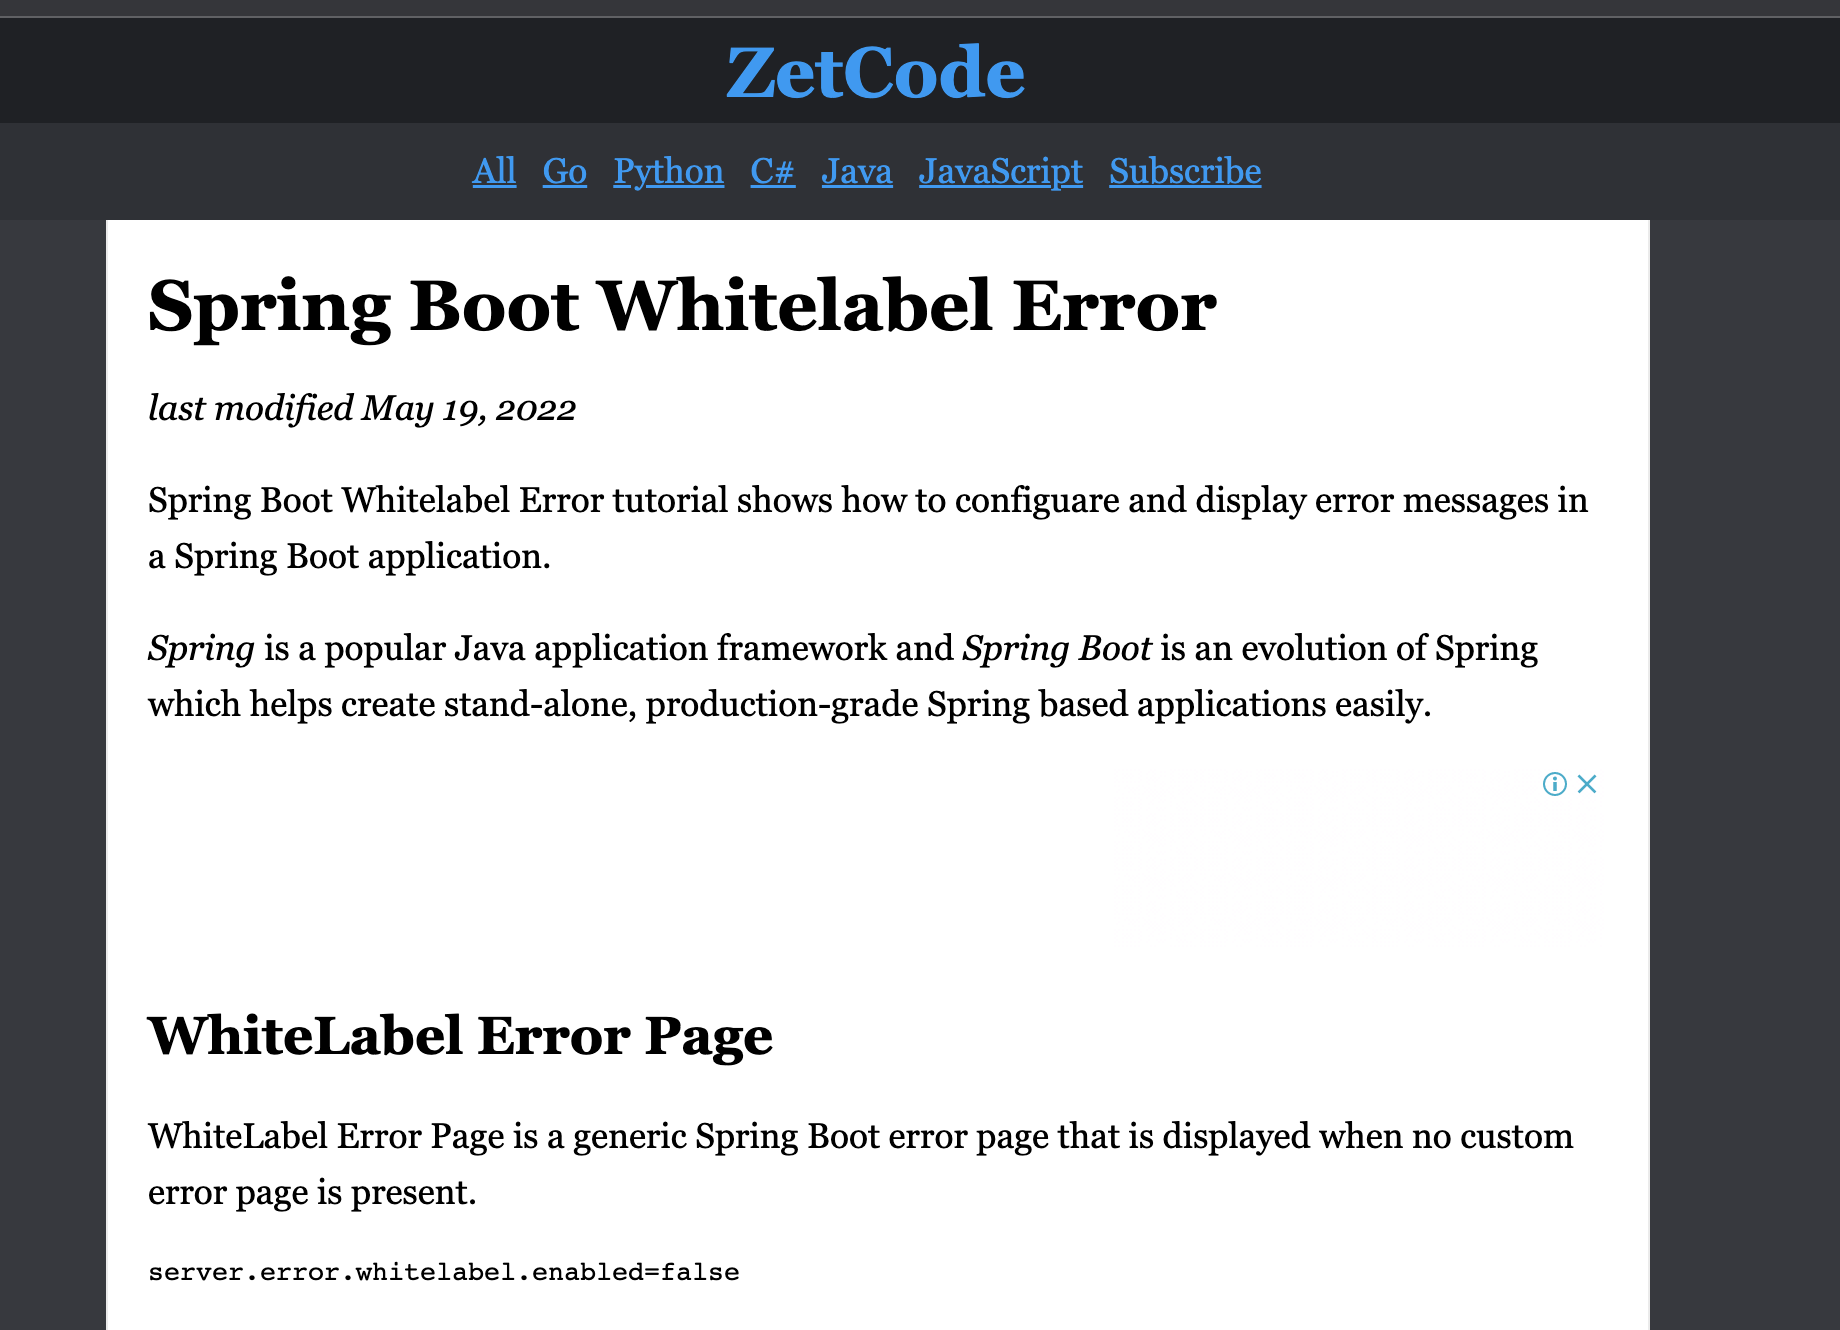 ZetCode
All Go Python C# Java JavaScript Subscribe
Spring Boot Whitelabel Error
last modified May 19, 2022
Spring Boot Whitelabel Error tutorial shows how to configuare and display error messages in
a Spring Boot application.
Spring is a popular Java application framework and Spring Boot is an evolution of Spring
which helps create stand-alone, production-grade Spring based applications easily.
WhiteLabel Error Page
WhiteLabel Error Page is a generic Spring Boot error page that is displayed when no custom
error page is present.
server.error.whitelabel.enabled=false